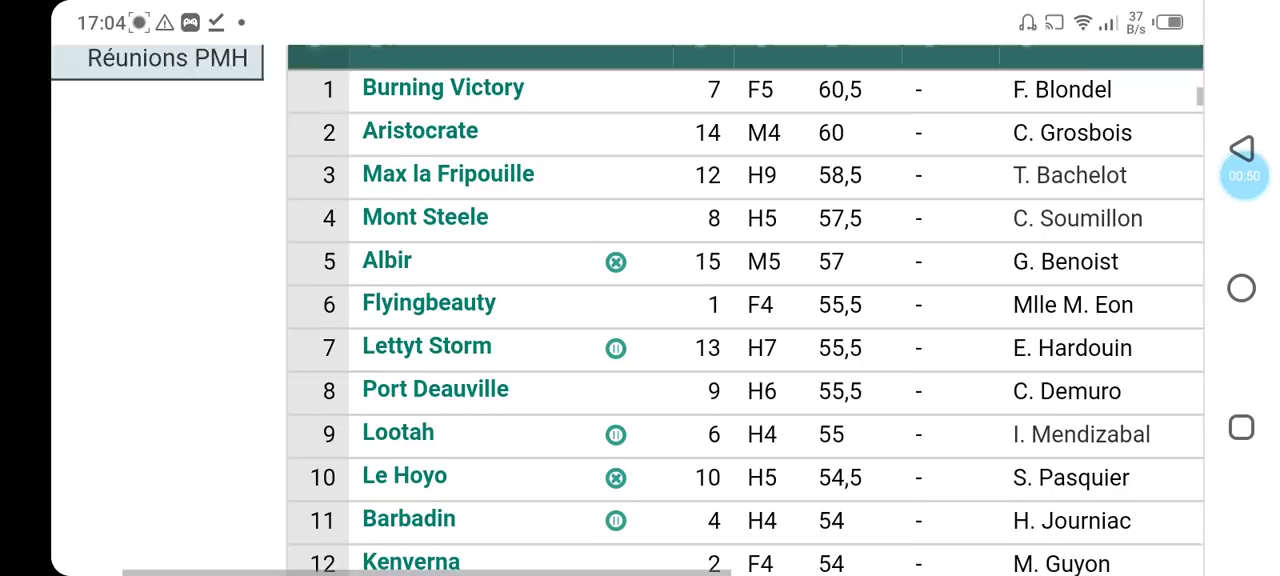 17:04
37
B/s
Réunions PMH
1 Burning Victory 7 F5 60,5 - F. Blondel
2 Aristocrate 14 M4 60 - C. Grosbois
3 Max la Fripouille 12 H9 58,5 - T. Bachelot
4 Mont Steele 8 H5 57,5 - C. Soumillon
00:50
5 Albir 15 M5 57 - G. Benoist
6 Flyingbeauty 1 F4 55,5 - Mlle M. Eon
7 Lettyt Storm 13 H7 55,5 - E. Hardouin
8 Port Deauville 9 H6 55,5 - C. Demuro
9 Lootah 6 H4 55 - I. Mendizabal
10 Le Hoyo 10 H5 54,5 - S. Pasquier
11 Barbadin 4 H4 54 - H. Journiac
12 Kenverna 2 F4 54 - M. Guyon